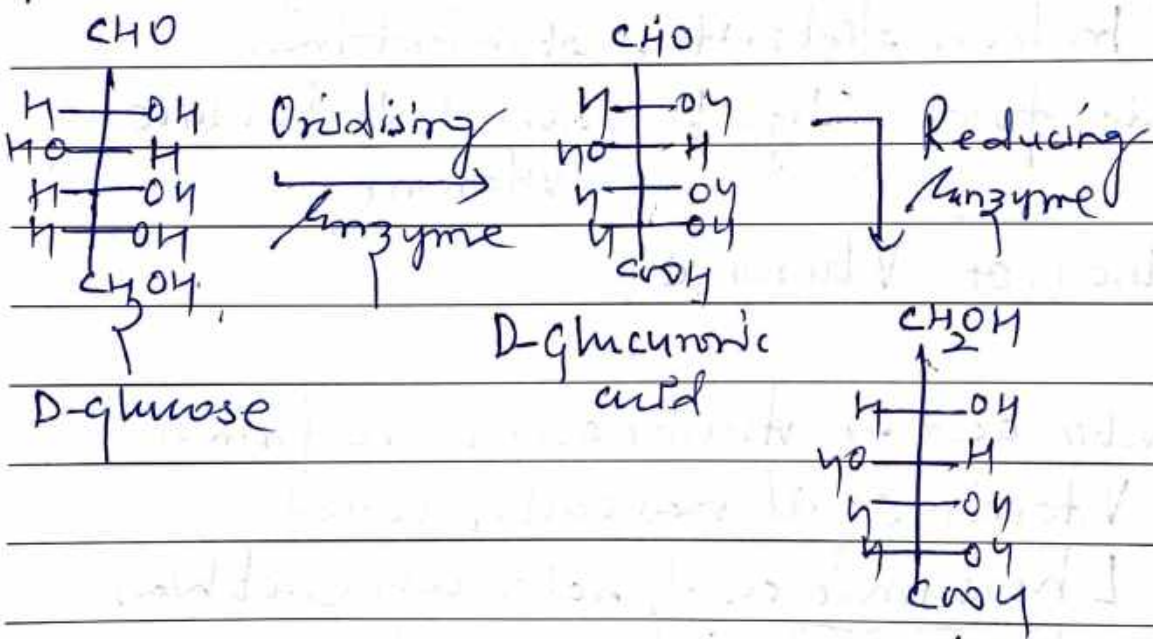 CHO
H OH
HO H
H OH
H OH
CH2OH
D-glucose
Oxidising
Enzyme
CHO
H OH
HO H
H OH
H OH
COOH
D-Glucuronic
acid
Reducing
Enzyme
CH2OH
H OH
HO H
H OH
H OH
COOH